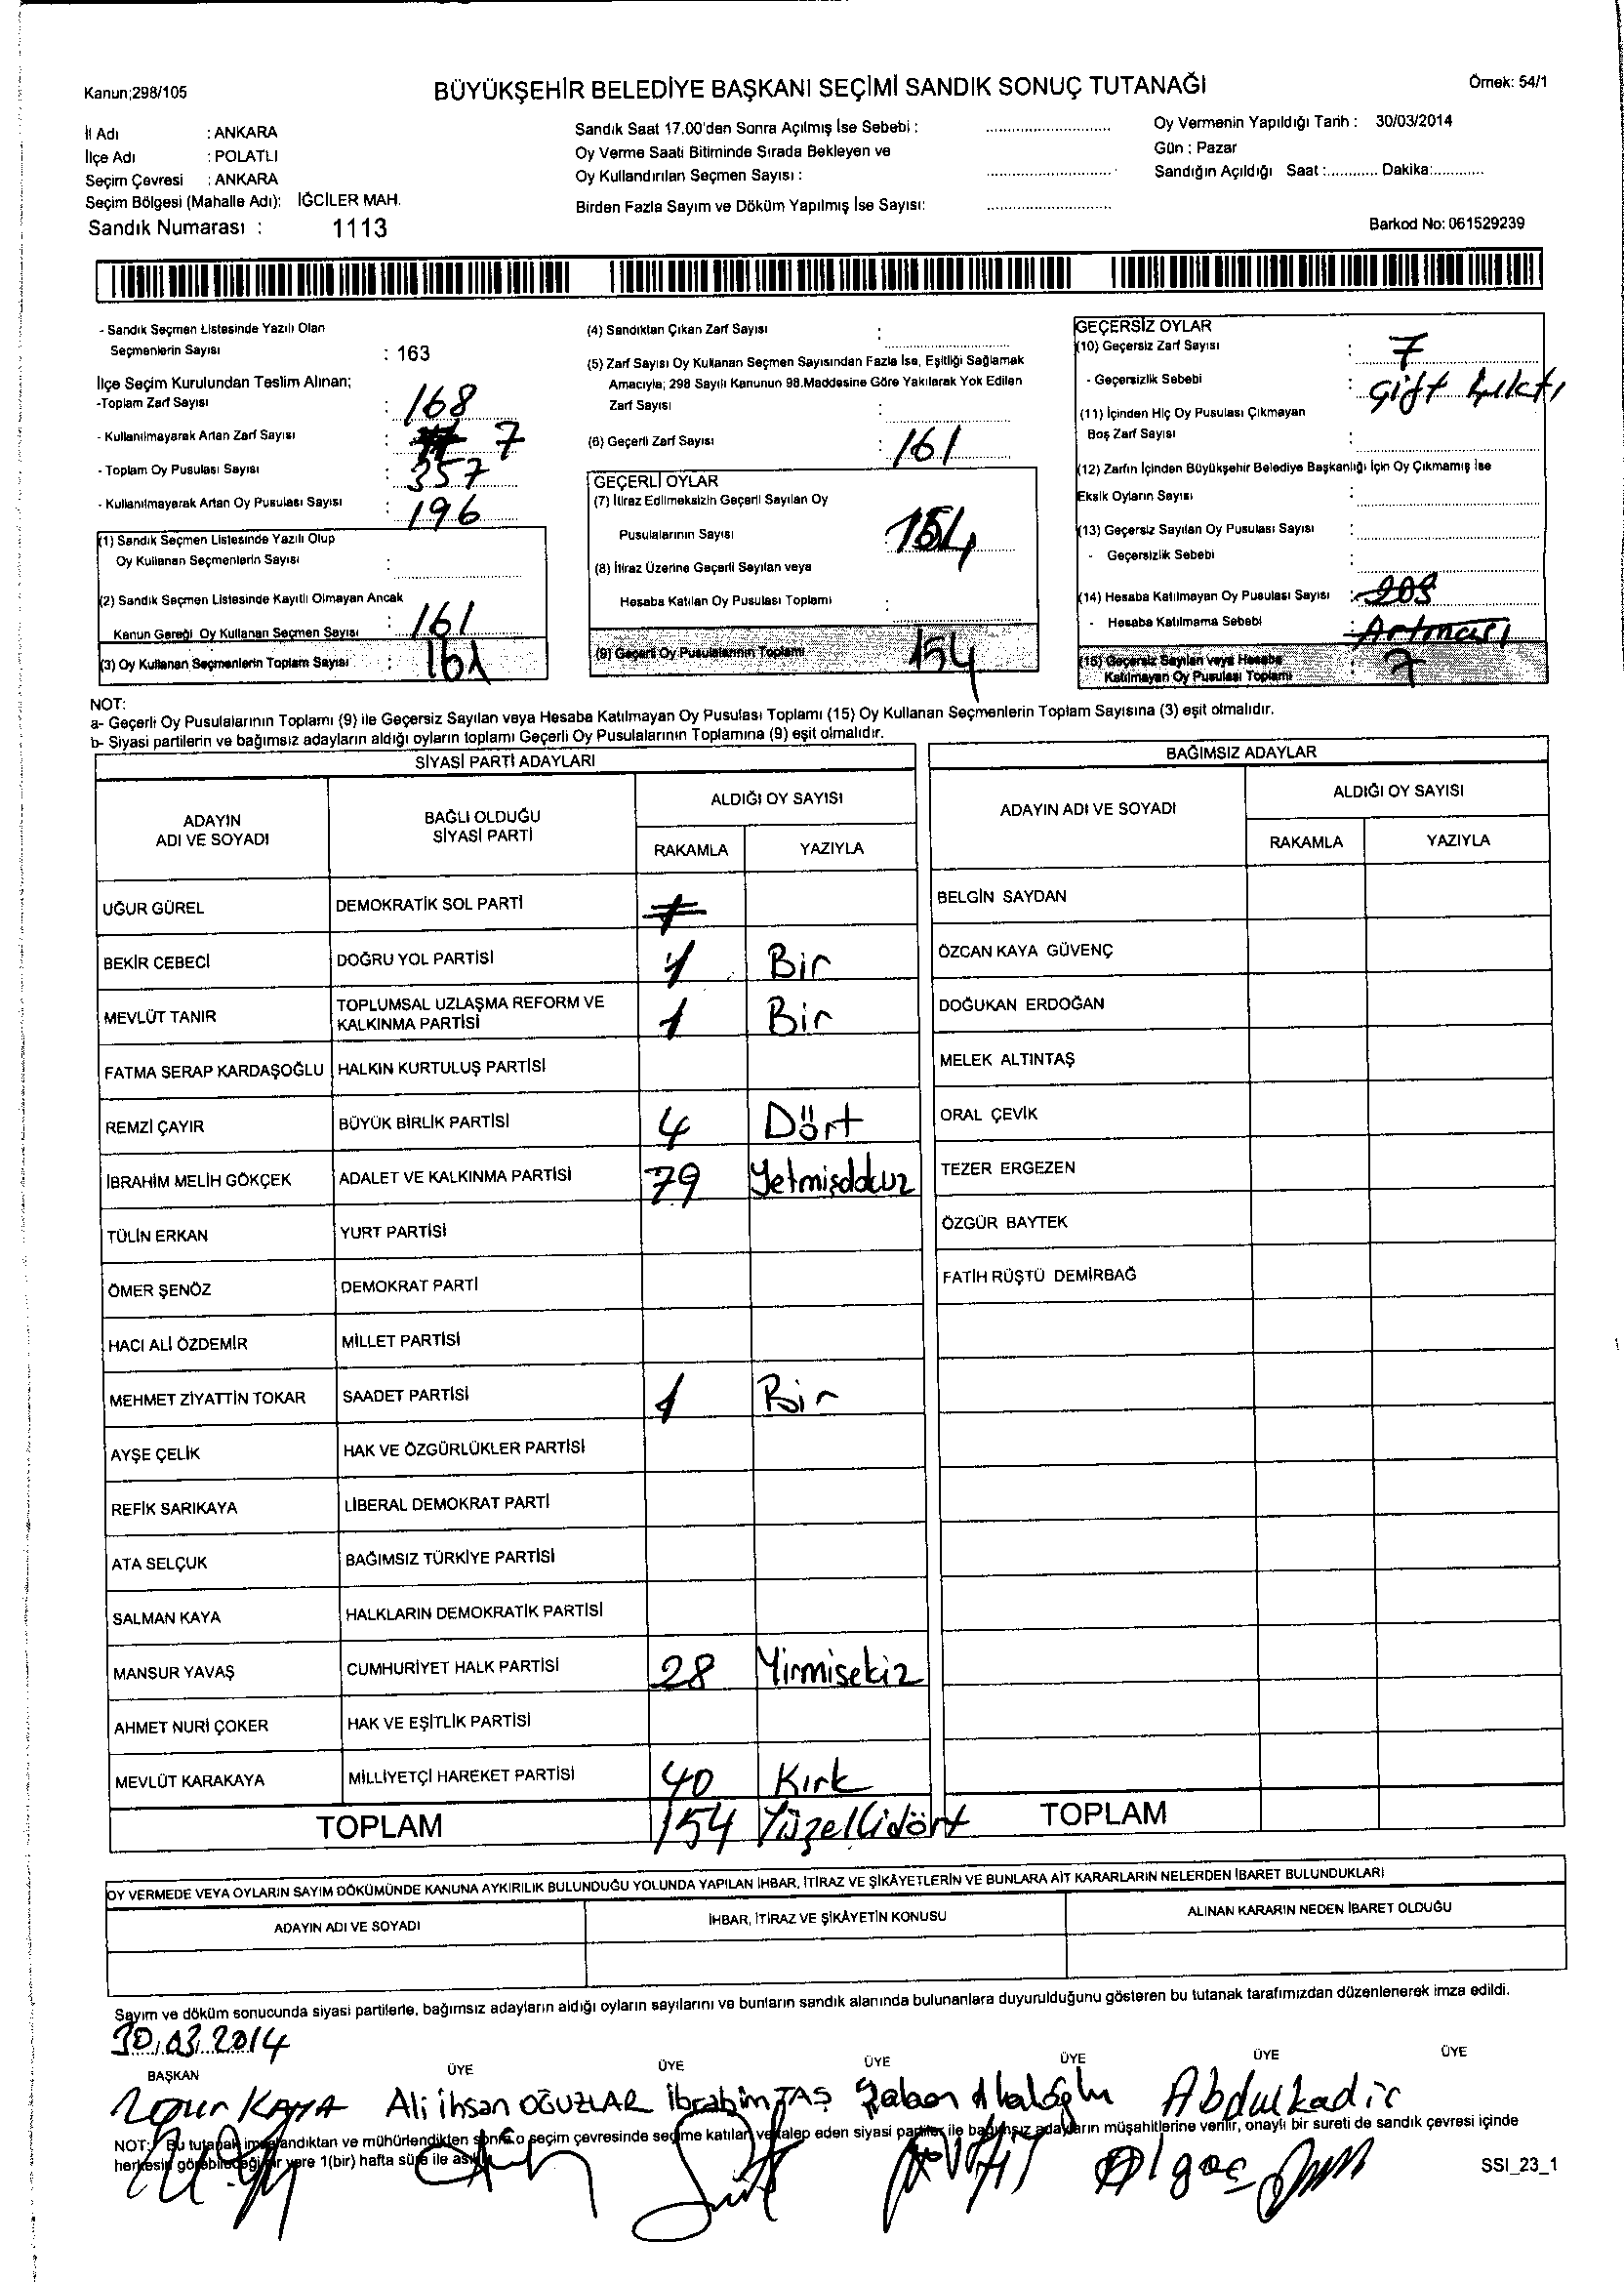 Kanun;298/105
BÜYÜKŞEHİR BELEDİYE BAŞKANI SEÇİMİ SANDIK SONUÇ TUTANAĞI
Örnek: 54/1
İl Adı : ANKARA
İlçe Adı : POLATLI
Seçim Çevresi : ANKARA
Seçim Bölgesi (Mahalle Adı): İĞCİLER MAH.
Sandık Numarası : 1113
Sandık Saat 17.00'den Sonra Açılmış İse Sebebi :
Oy Verme Saati Bitiminde Sırada Bekleyen ve
Oy Kullandırılan Seçmen Sayısı :
Birden Fazla Sayım ve Döküm Yapılmış İse Sayısı:
Oy Vermenin Yapıldığı Tarih : 30/03/2014
Gün : Pazar
Sandığın Açıldığı Saat :............ Dakika:............
Barkod No: 061529239
- Sandık Seçmen Listesinde Yazılı Olan
Seçmenlerin Sayısı : 163
İlçe Seçim Kurulundan Teslim Alınan;
-Toplam Zarf Sayısı : 168
- Kullanılmayarak Artan Zarf Sayısı : 7
- Toplam Oy Pusulası Sayısı : 357
- Kullanılmayarak Artan Oy Pusulası Sayısı : 196
(1) Sandık Seçmen Listesinde Yazılı Olup
Oy Kullanan Seçmenlerin Sayısı :
(2) Sandık Seçmen Listesinde Kayıtlı Olmayan Ancak
Kanun Gereği Oy Kullanan Seçmen Sayısı : 161
(3) Oy Kullanan Seçmenlerin Toplam Sayısı : 161
(4) Sandıktan Çıkan Zarf Sayısı :
(5) Zarf Sayısı Oy Kullanan Seçmen Sayısından Fazla İse, Eşitliği Sağlamak
Amacıyla; 298 Sayılı Kanunun 98.Maddesine Göre Yakılarak Yok Edilen
Zarf Sayısı :
(6) Geçerli Zarf Sayısı : 161
GEÇERLİ OYLAR
(7) İtiraz Edilmeksizin Geçerli Sayılan Oy
Pusulalarının Sayısı : 154
(8) İtiraz Üzerine Geçerli Sayılan veya
Hesaba Katılan Oy Pusulası Toplamı :
(9) Geçerli Oy Pusulalarının Toplamı 154
GEÇERSİZ OYLAR
(10) Geçersiz Zarf Sayısı : 7
- Geçersizlik Sebebi : Çift çıktı
(11) İçinden Hiç Oy Pusulası Çıkmayan
Boş Zarf Sayısı :
(12) Zarfın İçinden Büyükşehir Belediye Başkanlığı İçin Oy Çıkmamış İse
Eksik Oyların Sayısı :
(13) Geçersiz Sayılan Oy Pusulası Sayısı :
- Geçersizlik Sebebi :
(14) Hesaba Katılmayan Oy Pusulası Sayısı : 203
- Hesaba Katılmama Sebebi : Artması
(15) Geçersiz Sayılan veya Hesaba
Katılmayan Oy Pusulası Toplamı : 7
NOT:
a- Geçerli Oy Pusulalarının Toplamı (9) ile Geçersiz Sayılan veya Hesaba Katılmayan Oy Pusulası Toplamı (15) Oy Kullanan Seçmenlerin Toplam Sayısına (3) eşit olmalıdır.
b- Siyasi partilerin ve bağımsız adayların aldığı oyların toplamı Geçerli Oy Pusulalarının Toplamına (9) eşit olmalıdır.
SİYASİ PARTİ ADAYLARI
ADAYIN
ADI VE SOYADI
BAĞLI OLDUĞU
SİYASİ PARTİ
ALDIĞI OY SAYISI
RAKAMLA YAZIYLA
UĞUR GÜREL DEMOKRATİK SOL PARTİ
BEKİR CEBECİ DOĞRU YOL PARTİSİ 1 Bir
MEVLÜT TANIR TOPLUMSAL UZLAŞMA REFORM VE
KALKINMA PARTİSİ 1 Bir
FATMA SERAP KARDAŞOĞLU HALKIN KURTULUŞ PARTİSİ
REMZİ ÇAYIR BÜYÜK BİRLİK PARTİSİ 4 Dört
İBRAHİM MELİH GÖKÇEK ADALET VE KALKINMA PARTİSİ 79 Yetmişdokuz
TÜLİN ERKAN YURT PARTİSİ
ÖMER ŞENÖZ DEMOKRAT PARTİ
HACI ALİ ÖZDEMİR MİLLET PARTİSİ
MEHMET ZİYATTİN TOKAR SAADET PARTİSİ 1 Bir
AYŞE ÇELİK HAK VE ÖZGÜRLÜKLER PARTİSİ
REFİK SARIKAYA LİBERAL DEMOKRAT PARTİ
ATA SELÇUK BAĞIMSIZ TÜRKİYE PARTİSİ
SALMAN KAYA HALKLARIN DEMOKRATİK PARTİSİ
MANSUR YAVAŞ CUMHURİYET HALK PARTİSİ 28 Yirmisekiz
AHMET NURİ ÇOKER HAK VE EŞİTLİK PARTİSİ
MEVLÜT KARAKAYA MİLLİYETÇİ HAREKET PARTİSİ 40 Kırk
TOPLAM 154 Yüzellidört
BAĞIMSIZ ADAYLAR
ADAYIN ADI VE SOYADI
ALDIĞI OY SAYISI
RAKAMLA YAZIYLA
BELGİN SAYDAN
ÖZCAN KAYA GÜVENÇ
DOĞUKAN ERDOĞAN
MELEK ALTINTAŞ
ORAL ÇEVİK
TEZER ERGEZEN
ÖZGÜR BAYTEK
FATİH RÜŞTÜ DEMİRBAĞ
TOPLAM
OY VERMEDE VEYA OYLARIN SAYIM DÖKÜMÜNDE KANUNA AYKIRILIK BULUNDUĞU YOLUNDA YAPILAN İHBAR, İTİRAZ VE ŞİKÂYETLERİN VE BUNLARA AİT KARARLARIN NELERDEN İBARET BULUNDUKLARI
ADAYIN ADI VE SOYADI İHBAR, İTİRAZ VE ŞİKÂYETİN KONUSU ALINAN KARARIN NEDEN İBARET OLDUĞU
Sayım ve döküm sonucunda siyasi partilerle, bağımsız adayların aldığı oyların sayılarını ve bunların sandık alanında bulunanlara duyurulduğunu gösteren bu tutanak tarafımızdan düzenlenerek imza edildi.
30.03.2014
BAŞKAN ÜYE ÜYE ÜYE ÜYE ÜYE ÜYE
KAYA Ali ihsan OĞUZLAR İbrahim TAŞ Şaban Abdulkadir
NOT: Bu tutanak imzalandıktan ve mühürlendikten sonra o seçim çevresinde seçime katılan ve talep eden siyasi partiler ile bağımsız adayların müşahitlerine verilir, onaylı bir sureti de sandık çevresi içinde
herkesin görebileceği bir yere 1(bir) hafta süre ile asılır.
SSI_23_1